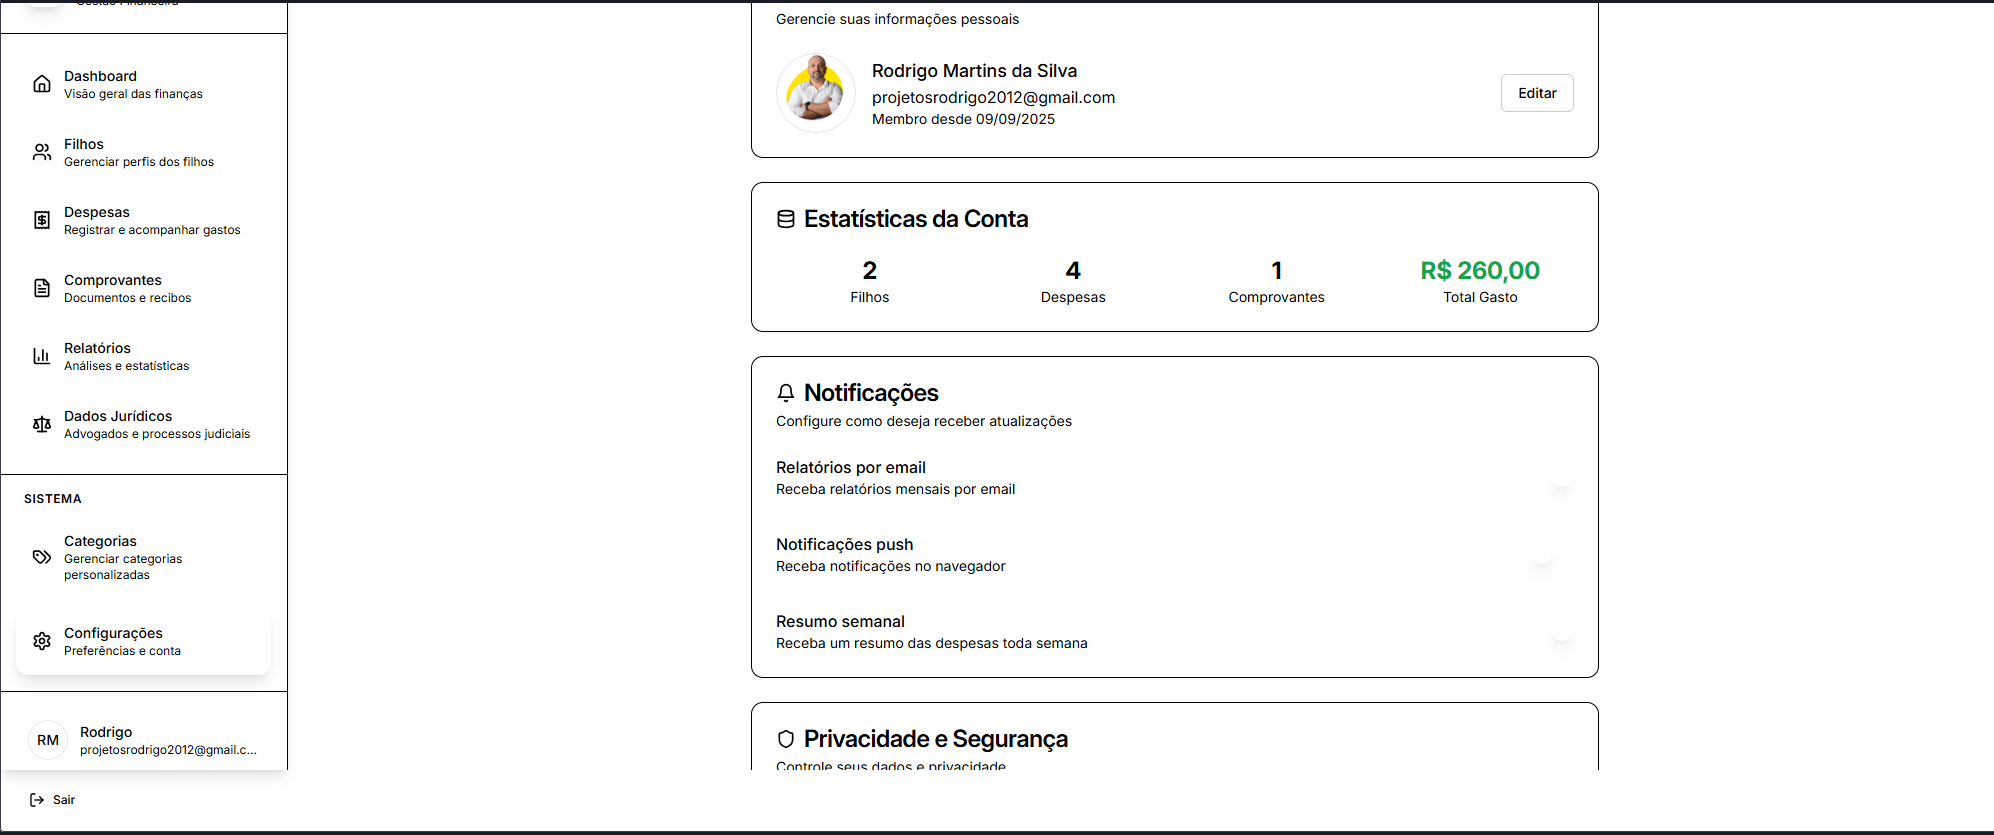 Gestão Financeira
Dashboard
Visão geral das finanças
Filhos
Gerenciar perfis dos filhos
Despesas
Registrar e acompanhar gastos
Comprovantes
Documentos e recibos
Relatórios
Análises e estatísticas
Dados Jurídicos
Advogados e processos judiciais
SISTEMA
Categorias
Gerenciar categorias
personalizadas
Configurações
Preferências e conta
RM
Rodrigo
projetosrodrigo2012@gmail.c...
Sair
Gerencie suas informações pessoais
Rodrigo Martins da Silva
projetosrodrigo2012@gmail.com
Membro desde 09/09/2025
Editar
Estatísticas da Conta
2
Filhos
4
Despesas
1
Comprovantes
R$ 260,00
Total Gasto
Notificações
Configure como deseja receber atualizações
Relatórios por email
Receba relatórios mensais por email
Notificações push
Receba notificações no navegador
Resumo semanal
Receba um resumo das despesas toda semana
Privacidade e Segurança
Controle seus dados e privacidade